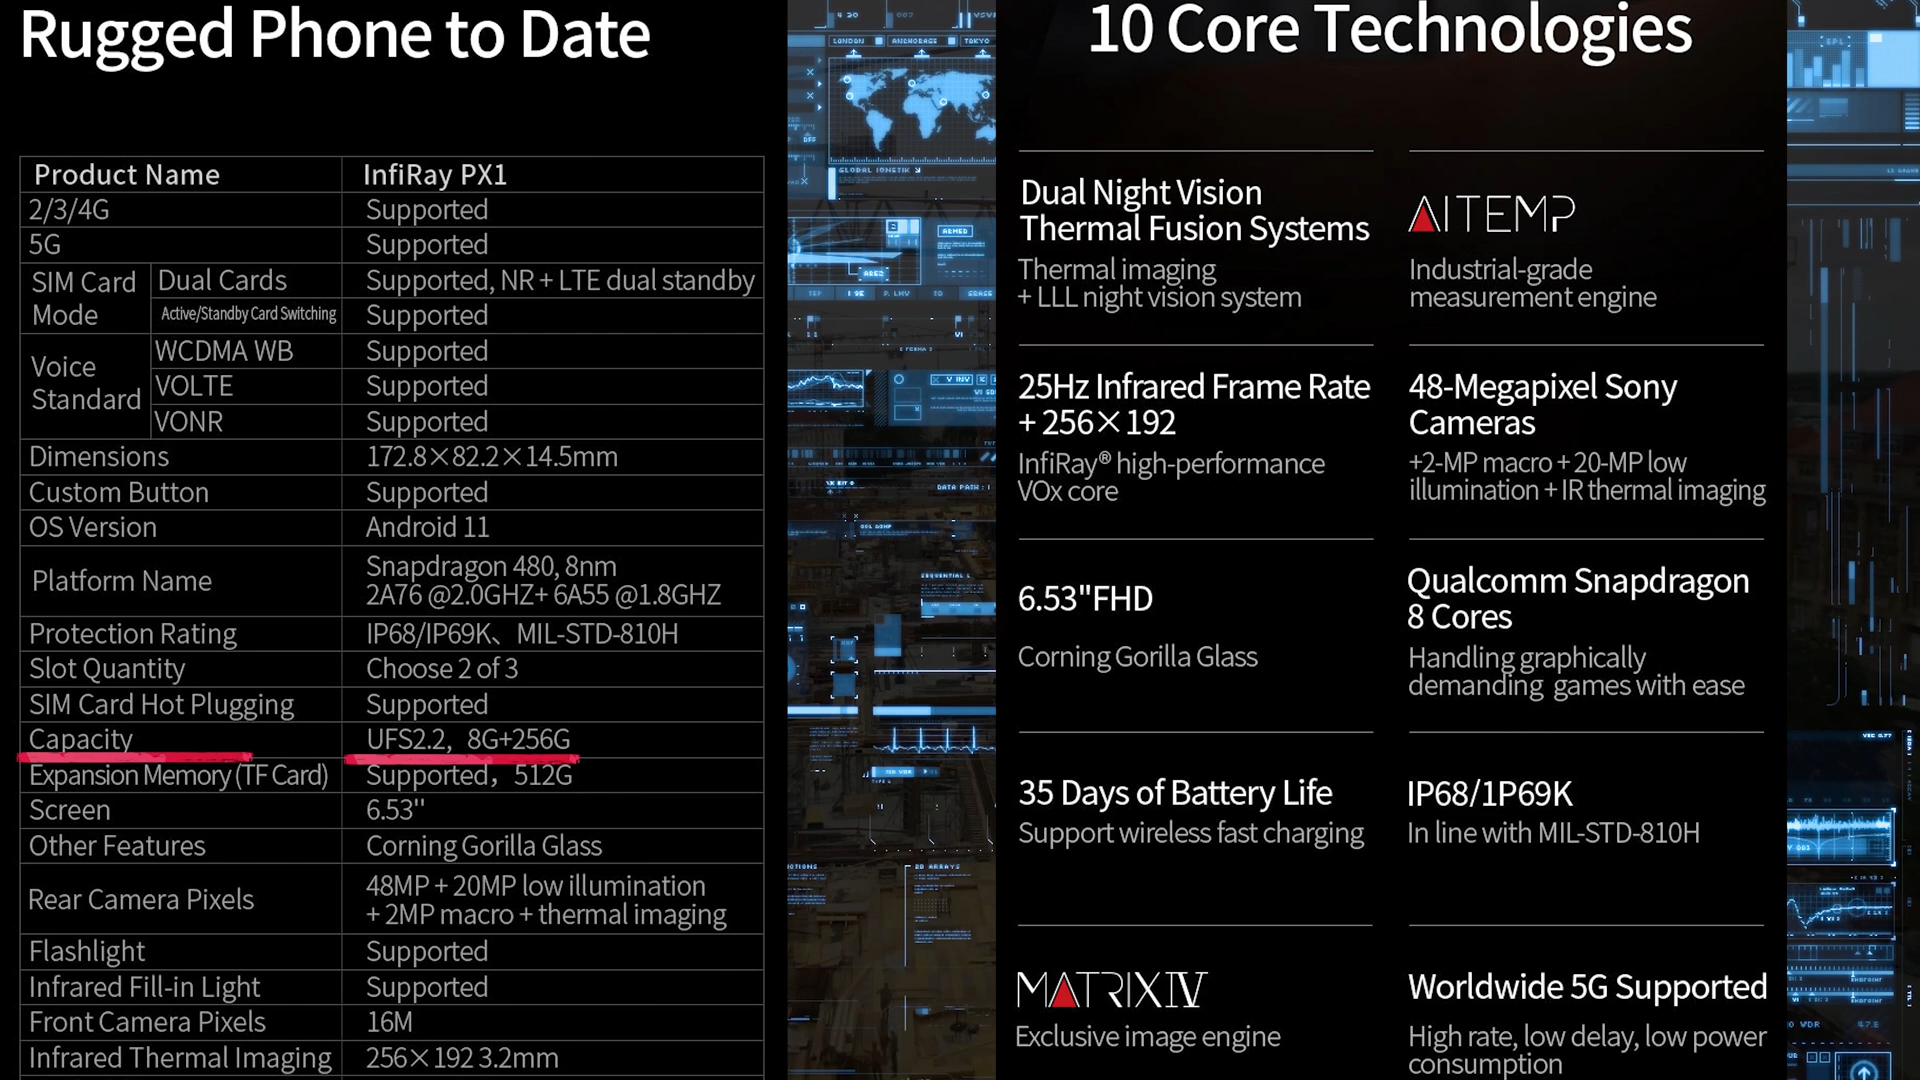 Rugged Phone to Date
Product Name InfiRay PX1
2/3/4G Supported
5G Supported
SIM Card Mode Dual Cards Supported, NR + LTE dual standby
Active/Standby Card Switching Supported
Voice Standard WCDMA WB Supported
VOLTE Supported
VONR Supported
Dimensions 172.8×82.2×14.5mm
Custom Button Supported
OS Version Android 11
Platform Name Snapdragon 480, 8nm
2A76 @2.0GHZ+ 6A55 @1.8GHZ
Protection Rating IP68/IP69K、MIL-STD-810H
Slot Quantity Choose 2 of 3
SIM Card Hot Plugging Supported
Capacity UFS2.2, 8G+256G
Expansion Memory (TF Card) Supported, 512G
Screen 6.53''
Other Features Corning Gorilla Glass
Rear Camera Pixels 48MP + 20MP low illumination
+ 2MP macro + thermal imaging
Flashlight Supported
Infrared Fill-in Light Supported
Front Camera Pixels 16M
Infrared Thermal Imaging 256×192 3.2mm
LONDON ANCHORAGE TOKYO
10 Core Technologies
Dual Night Vision
Thermal Fusion Systems
Thermal imaging
+ LLL night vision system
AITEMP
Industrial-grade
measurement engine
25Hz Infrared Frame Rate
+ 256×192
InfiRay® high-performance
VOx core
48-Megapixel Sony
Cameras
+2-MP macro + 20-MP low
illumination + IR thermal imaging
6.53"FHD
Corning Gorilla Glass
Qualcomm Snapdragon
8 Cores
Handling graphically
demanding games with ease
35 Days of Battery Life
Support wireless fast charging
IP68/1P69K
In line with MIL-STD-810H
MATRIXIV
Exclusive image engine
Worldwide 5G Supported
High rate, low delay, low power
consumption